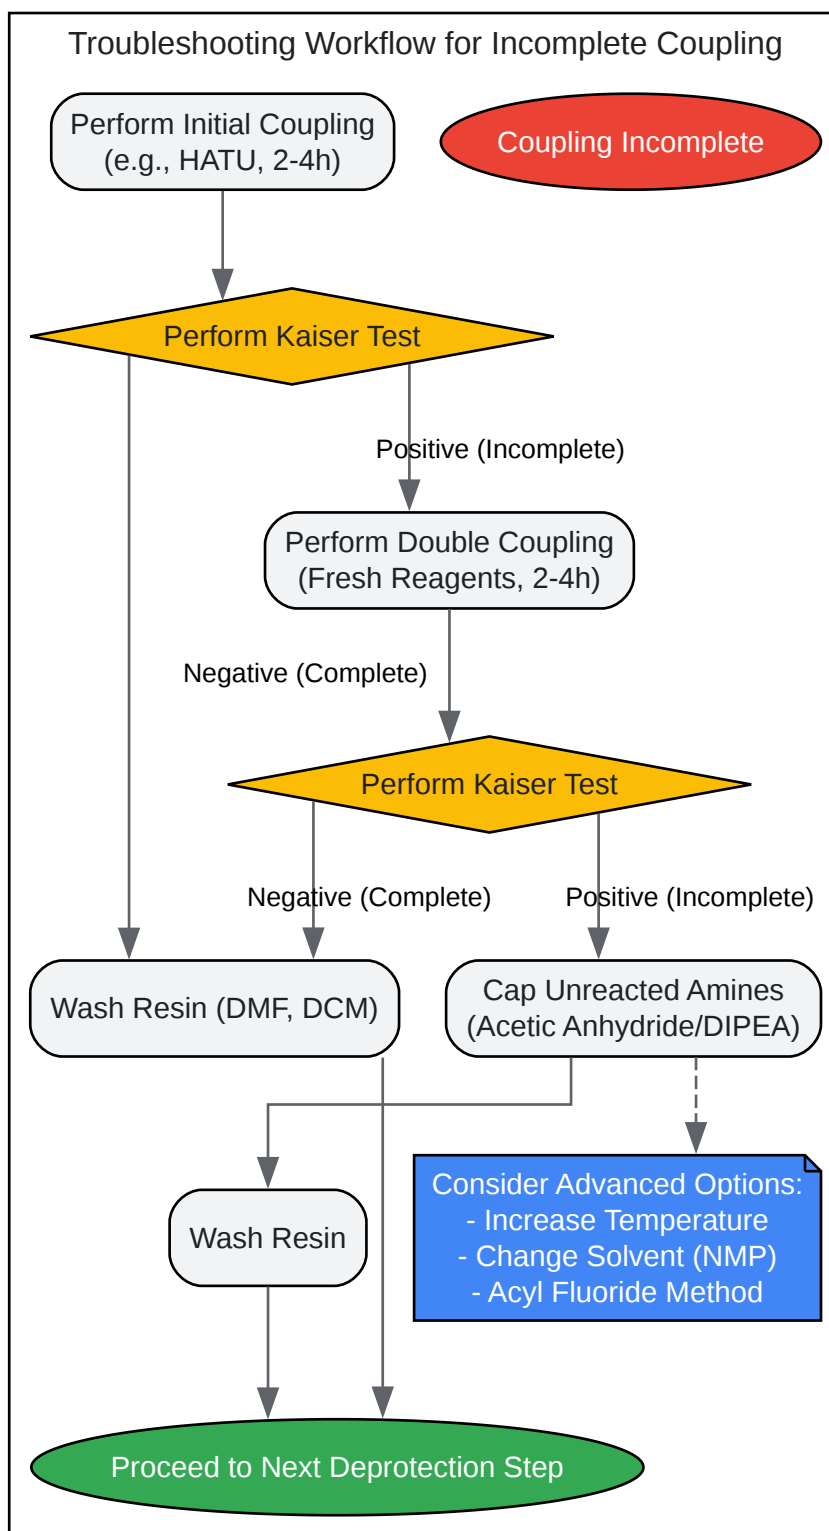 Troubleshooting Workflow for Incomplete Coupling
Perform Initial Coupling
(e.g., HATU, 2-4h)
Coupling Incomplete
Perform Kaiser Test
Positive (Incomplete)
Perform Double Coupling
(Fresh Reagents, 2-4h)
Negative (Complete)
Perform Kaiser Test
Negative (Complete)
Positive (Incomplete)
Wash Resin (DMF, DCM)
Cap Unreacted Amines
(Acetic Anhydride/DIPEA)
Consider Advanced Options:
- Increase Temperature
- Change Solvent (NMP)
- Acyl Fluoride Method
Wash Resin
Proceed to Next Deprotection Step